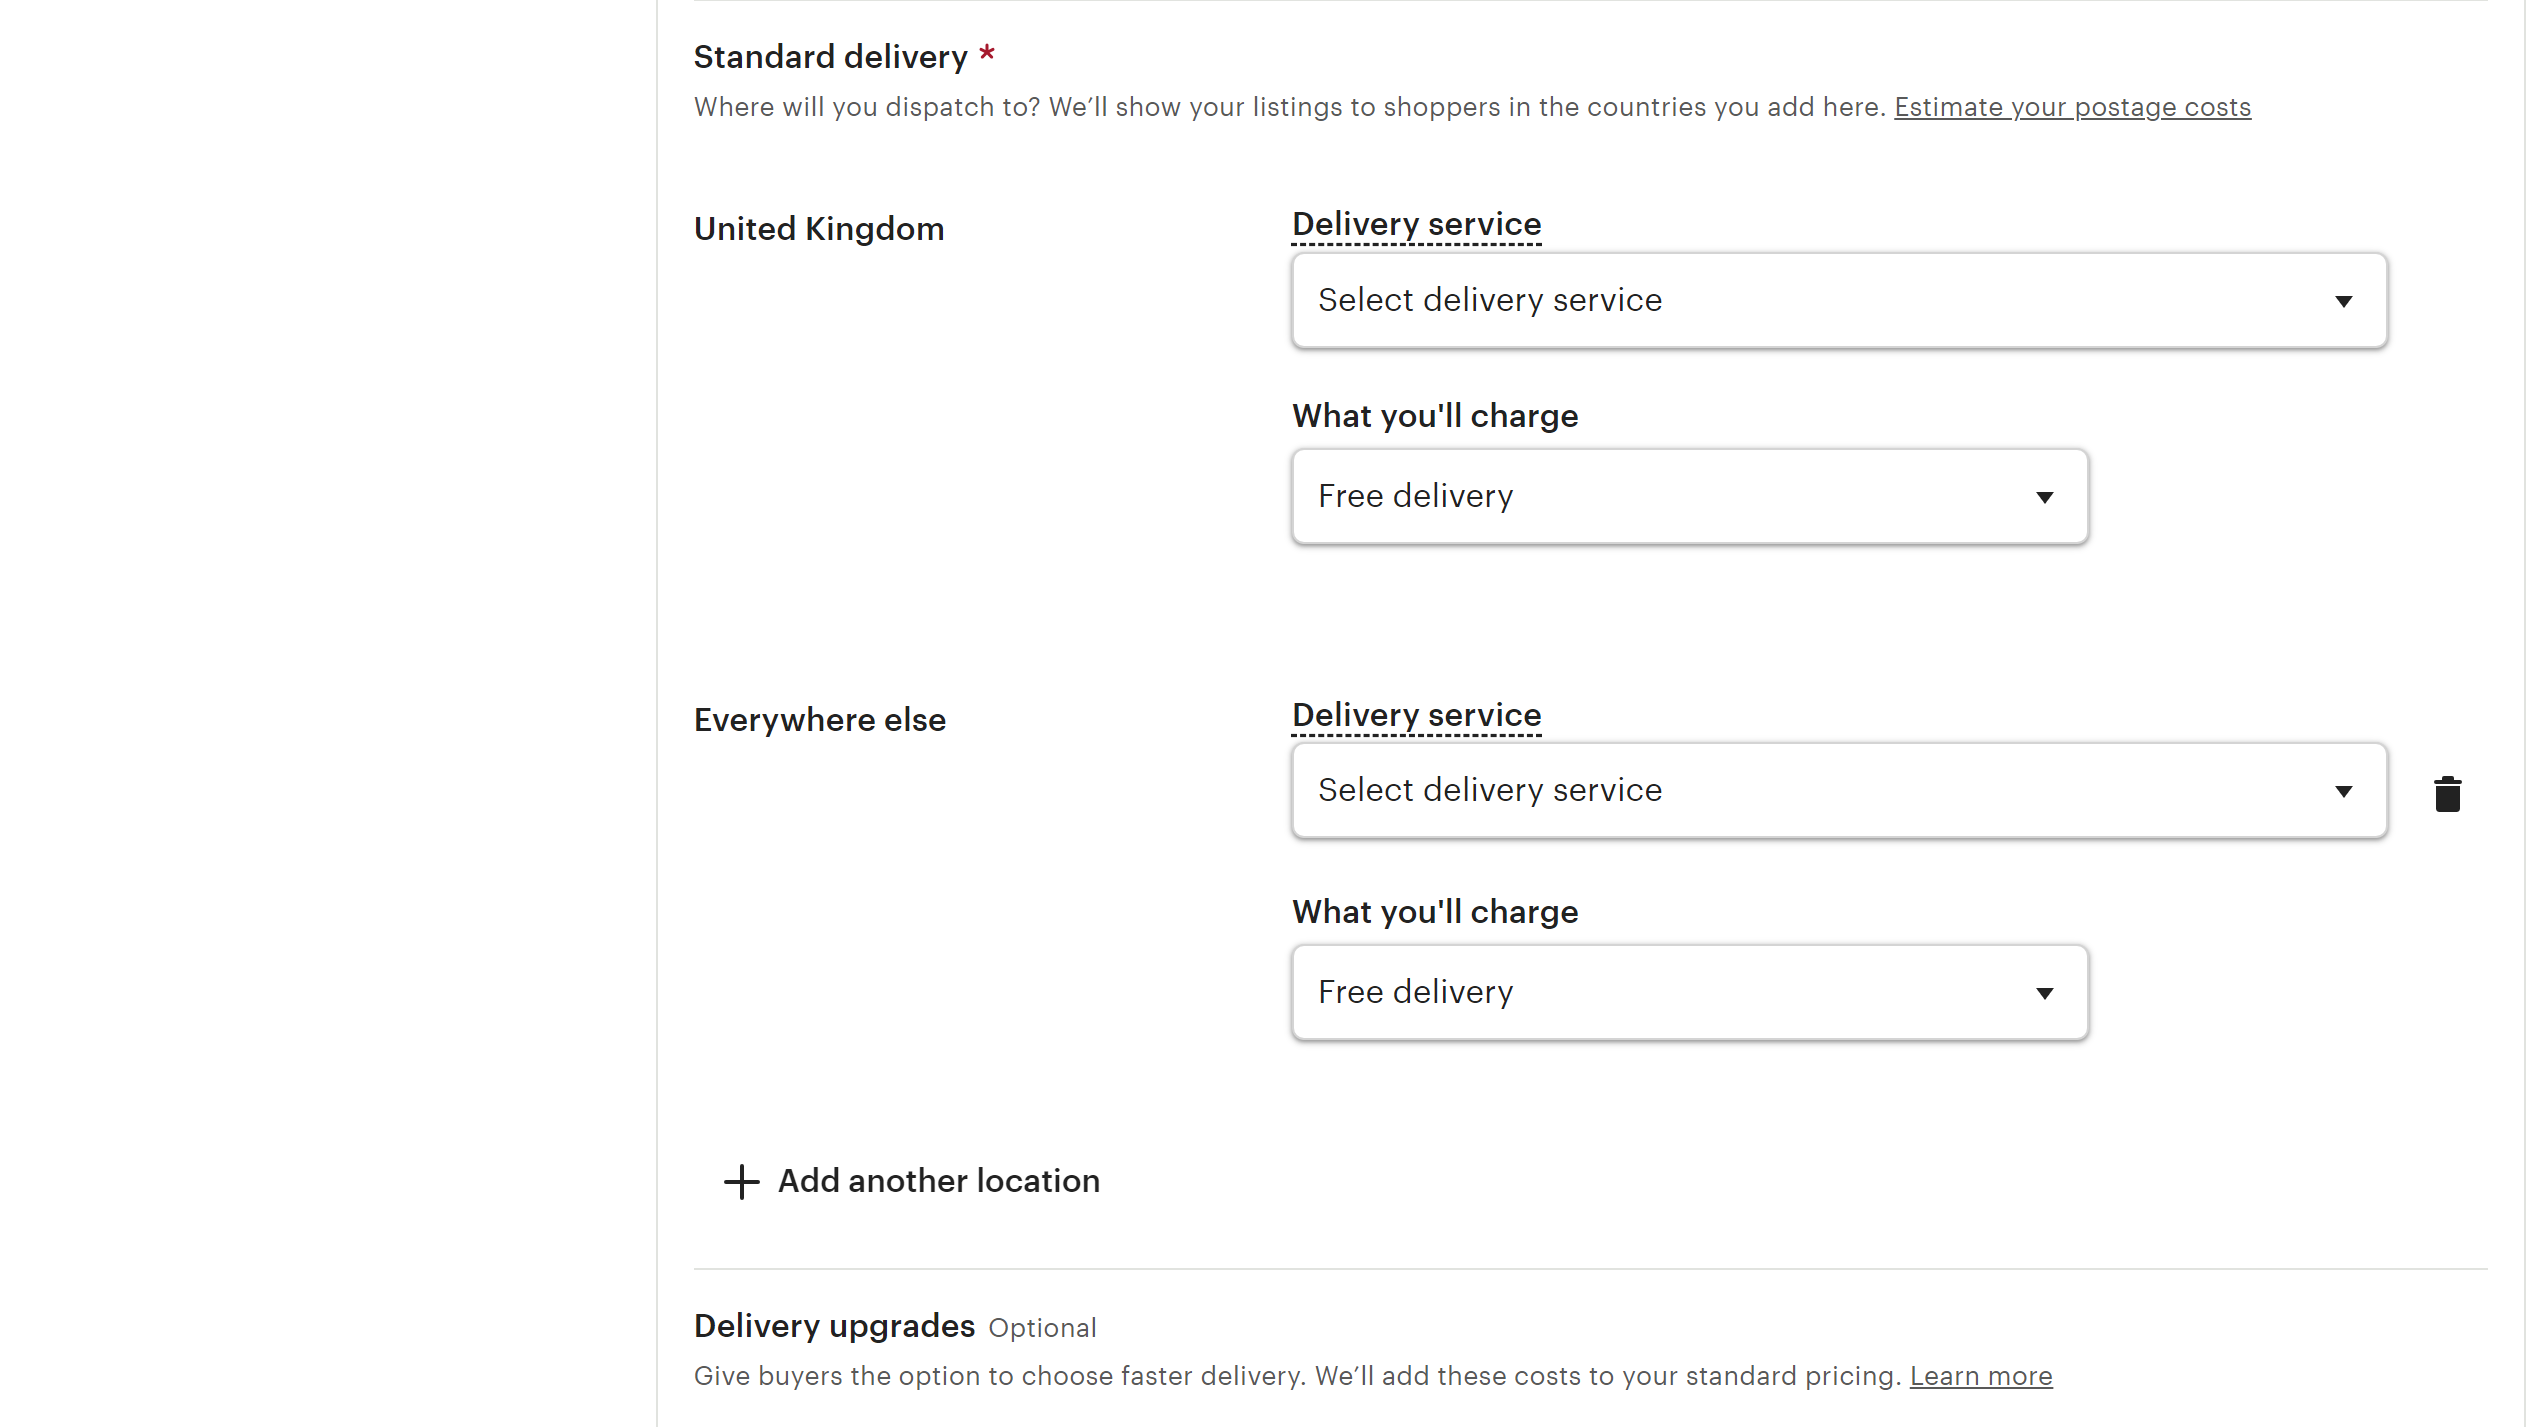 Standard delivery *
Where will you dispatch to? We’ll show your listings to shoppers in the countries you add here. Estimate your postage costs
United Kingdom
Delivery service
Select delivery service
What you'll charge
Free delivery
Everywhere else
Delivery service
Select delivery service
What you'll charge
Free delivery
Add another location
Delivery upgrades Optional
Give buyers the option to choose faster delivery. We’ll add these costs to your standard pricing. Learn more